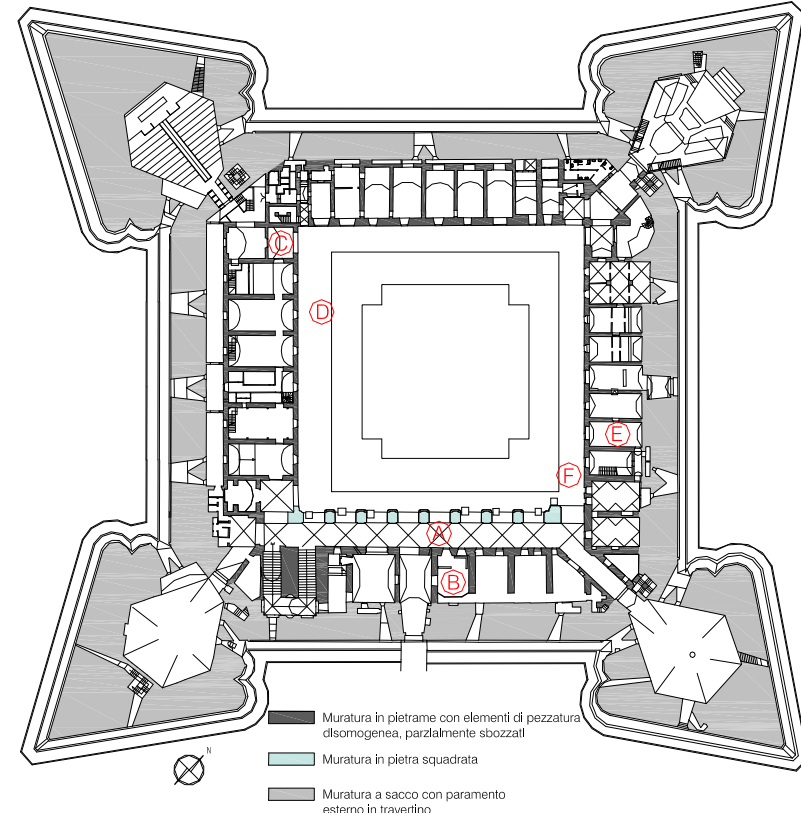 C
D
E
F
A
B
Muratura in pietrame con elementi di pezzatura
disomogenea, parzialmente sbozzati
Muratura in pietra squadrata
N
Muratura a sacco con paramento
esterno in travertino